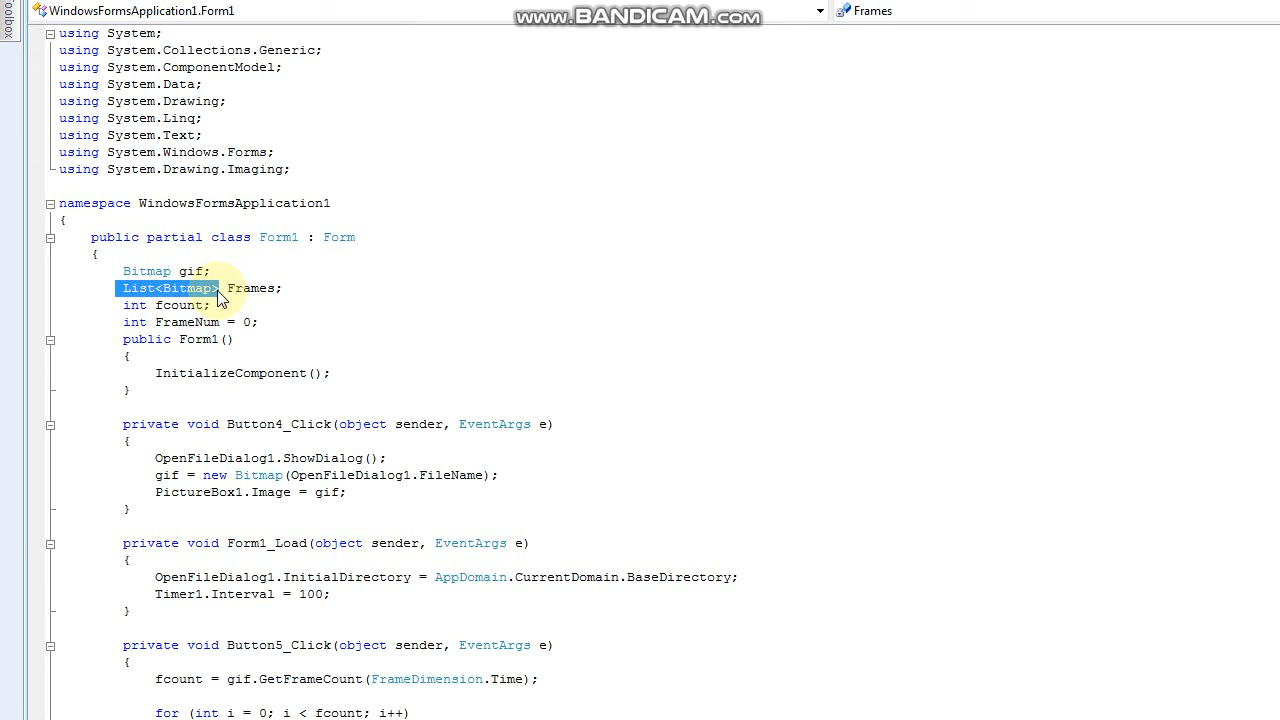 WindowsFormsApplication1.Form1
Frames
www.BANDICAM.com
oolbox
using System;
using System.Collections.Generic;
using System.ComponentModel;
using System.Data;
using System.Drawing;
using System.Linq;
using System.Text;
using System.Windows.Forms;
using System.Drawing.Imaging;
namespace WindowsFormsApplication1
{
public partial class Form1 : Form
{
Bitmap gif;
List<Bitmap> Frames;
int fcount;
int FrameNum = 0;
public Form1()
{
InitializeComponent();
}
private void Button4_Click(object sender, EventArgs e)
{
OpenFileDialog1.ShowDialog();
gif = new Bitmap(OpenFileDialog1.FileName);
PictureBox1.Image = gif;
}
private void Form1_Load(object sender, EventArgs e)
{
OpenFileDialog1.InitialDirectory = AppDomain.CurrentDomain.BaseDirectory;
Timer1.Interval = 100;
}
private void Button5_Click(object sender, EventArgs e)
{
fcount = gif.GetFrameCount(FrameDimension.Time);
for (int i = 0; i < fcount; i++)